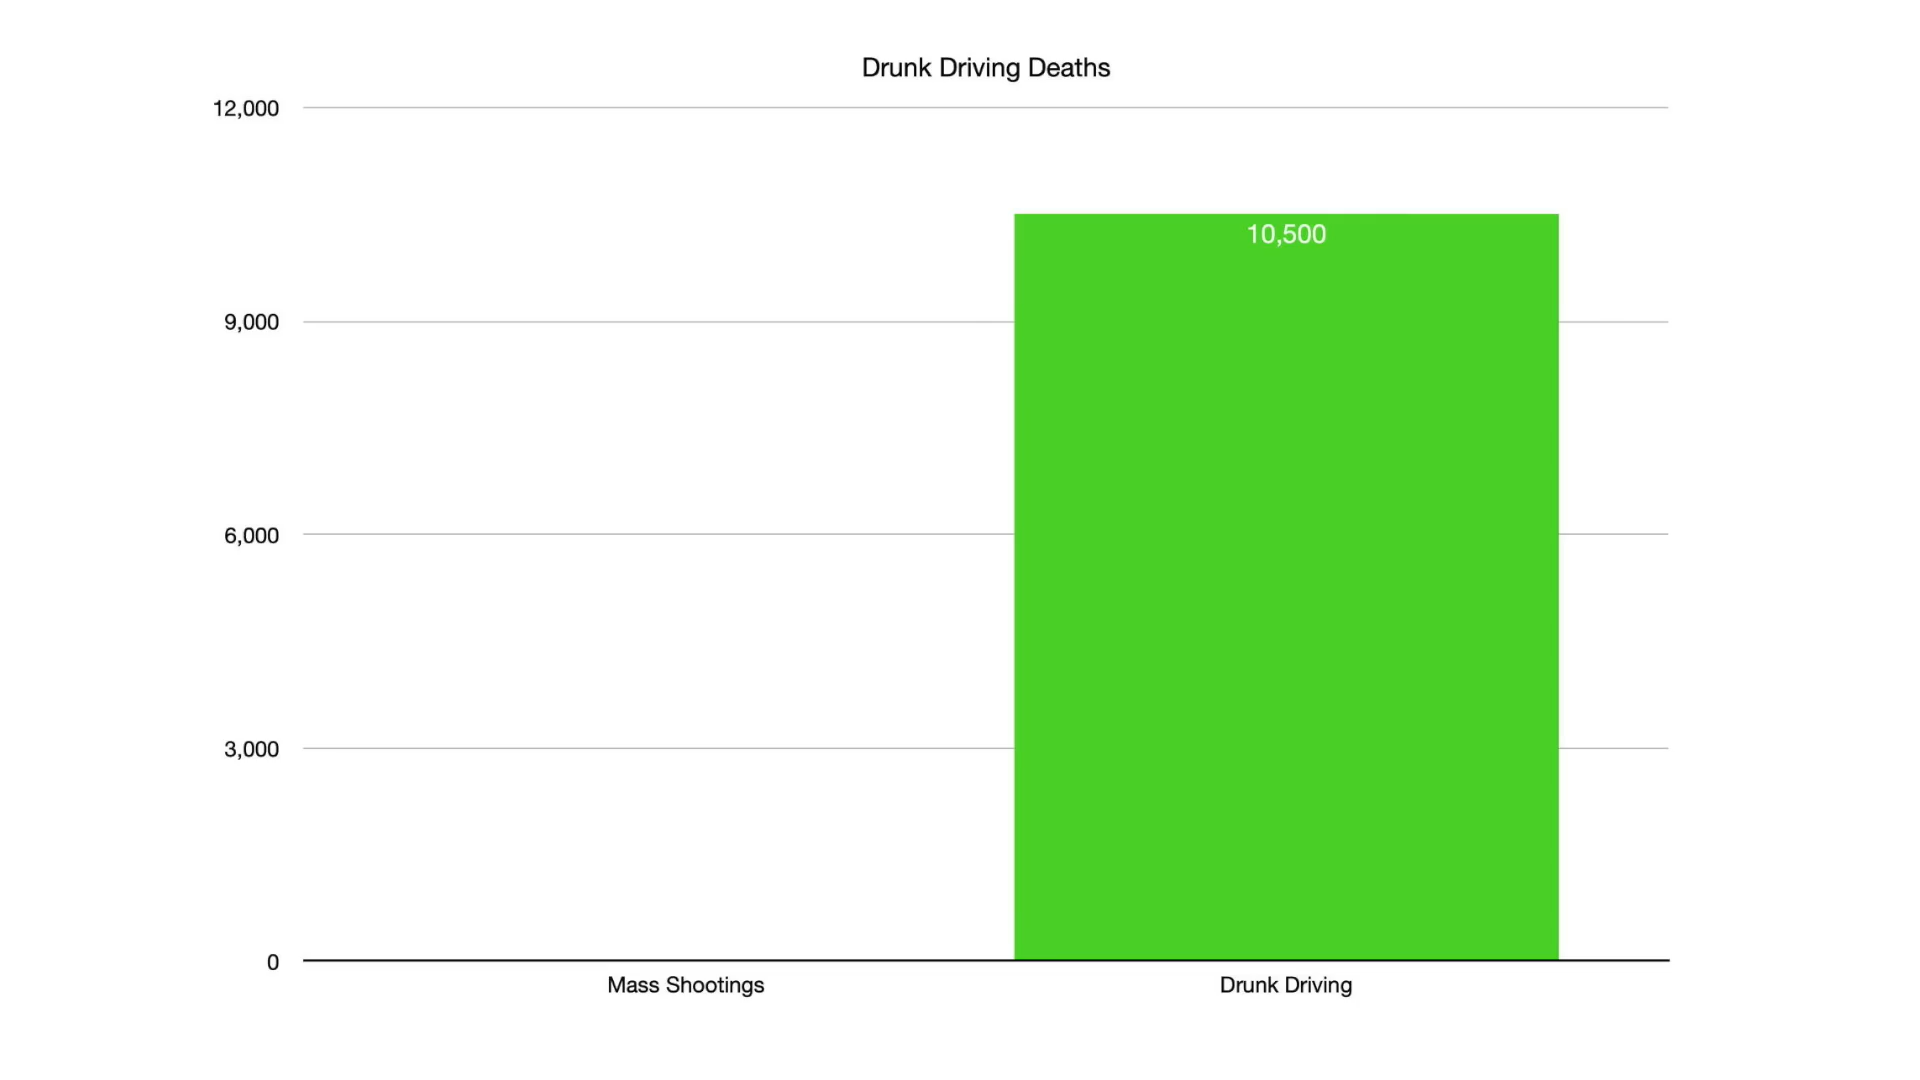 Drunk Driving Deaths
12,000
10,500
9,000
6,000
3,000
0
Mass Shootings
Drunk Driving